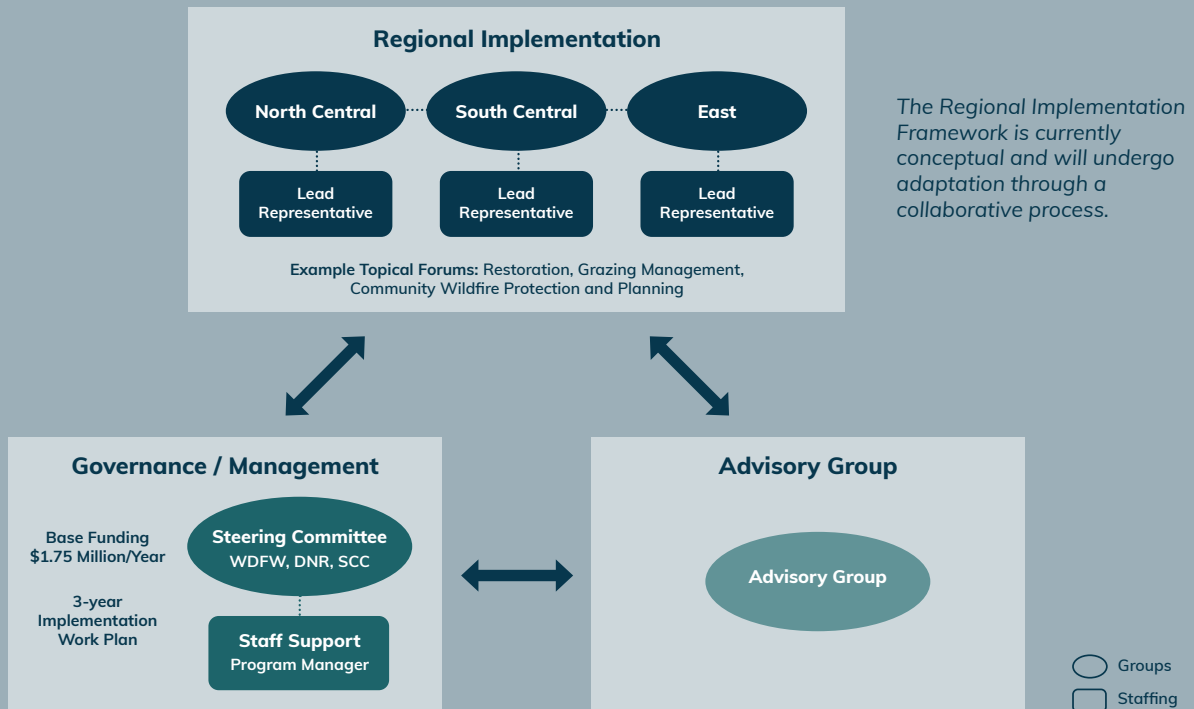 Regional Implementation
North Central
South Central
East
Lead
Representative
Lead
Representative
Lead
Representative
Example Topical Forums: Restoration, Grazing Management,
Community Wildfire Protection and Planning
The Regional Implementation
Framework is currently
conceptual and will undergo
adaptation through a
collaborative process.
Governance / Management
Base Funding
$1.75 Million/Year
3-year
Implementation
Work Plan
Steering Committee
WDFW, DNR, SCC
Staff Support
Program Manager
Advisory Group
Advisory Group
Groups
Staffing